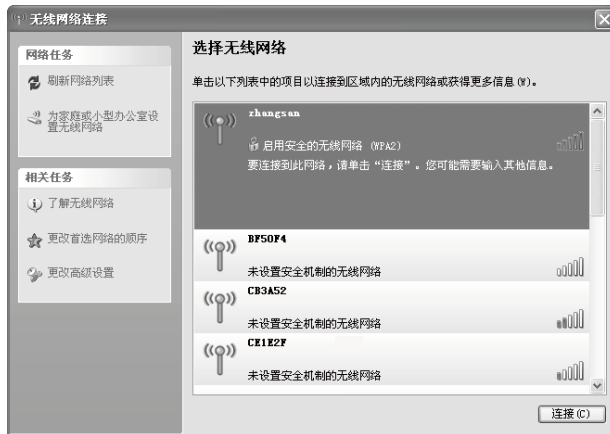 无线网络连接
网络任务
刷新网络列表
为家庭或小型办公室设
置无线网络
相关任务
了解无线网络
更改首选网络的顺序
更改高级设置
选择无线网络
单击以下列表中的项目以连接到区域内的无线网络或获得更多信息(W)。
zhangsan
启用安全的无线网络 (WPA2)
要连接到此网络，请单击“连接”。您可能需要输入其他信息。
BF50F4
未设置安全机制的无线网络
CB3A52
未设置安全机制的无线网络
CE1E2F
未设置安全机制的无线网络
连接(C)